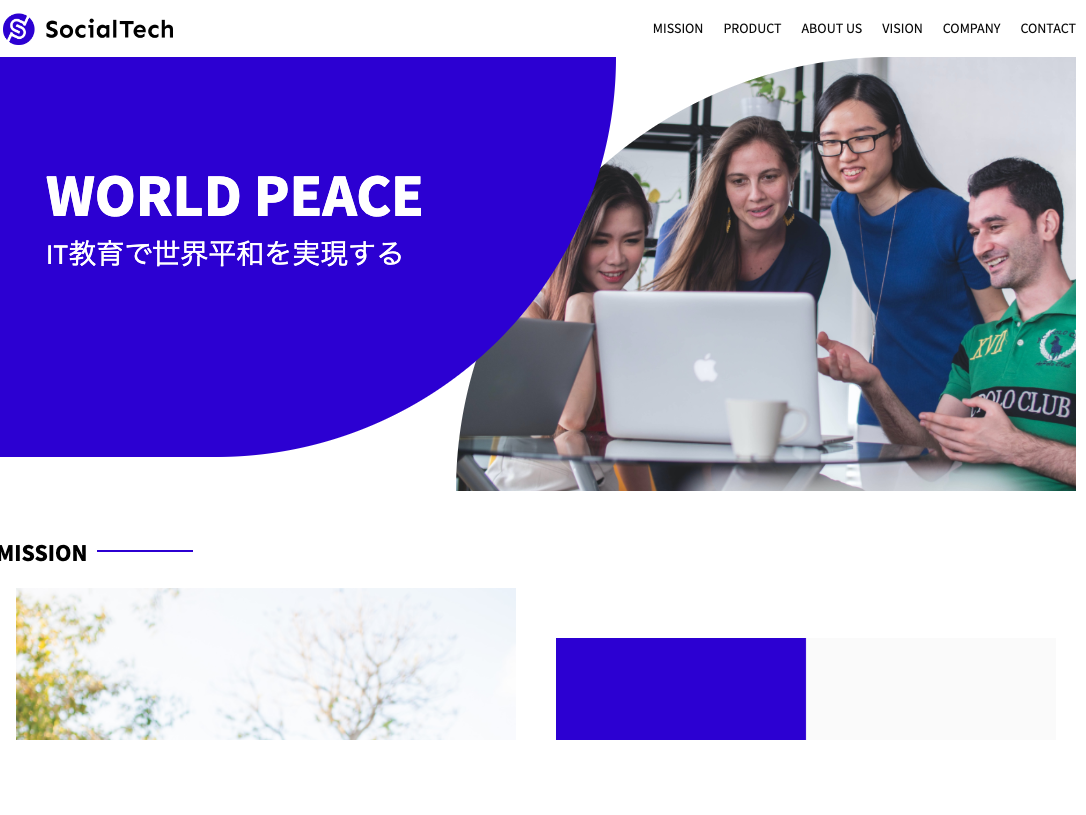 SocialTech
MISSION PRODUCT ABOUT US VISION COMPANY CONTACT
WORLD PEACE
IT教育で世界平和を実現する
XVII
POLO CLUB
MISSION